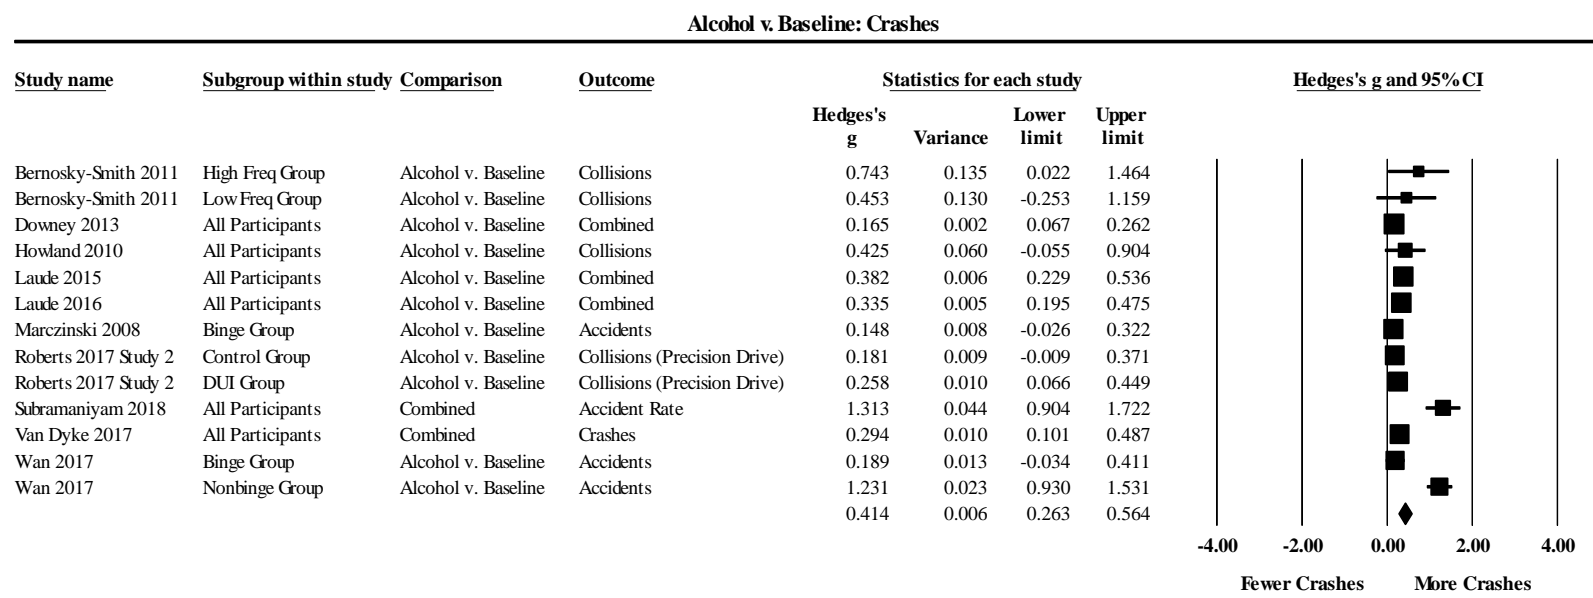 Alcohol v. Baseline: Crashes
Study name Subgroup within study Comparison Outcome Statistics for each study Hedges's g and 95% CI
Hedges's Lower Upper
g Variance limit limit
Bernosky-Smith 2011 High Freq Group Alcohol v. Baseline Collisions 0.743 0.135 0.022 1.464
Bernosky-Smith 2011 Low Freq Group Alcohol v. Baseline Collisions 0.453 0.130 -0.253 1.159
Downey 2013 All Participants Alcohol v. Baseline Combined 0.165 0.002 0.067 0.262
Howland 2010 All Participants Alcohol v. Baseline Collisions 0.425 0.060 -0.055 0.904
Laude 2015 All Participants Alcohol v. Baseline Combined 0.382 0.006 0.229 0.536
Laude 2016 All Participants Alcohol v. Baseline Combined 0.335 0.005 0.195 0.475
Marczinski 2008 Binge Group Alcohol v. Baseline Accidents 0.148 0.008 -0.026 0.322
Roberts 2017 Study 2 Control Group Alcohol v. Baseline Collisions (Precision Drive) 0.181 0.009 -0.009 0.371
Roberts 2017 Study 2 DUI Group Alcohol v. Baseline Collisions (Precision Drive) 0.258 0.010 0.066 0.449
Subramaniyam 2018 All Participants Combined Accident Rate 1.313 0.044 0.904 1.722
Van Dyke 2017 All Participants Combined Crashes 0.294 0.010 0.101 0.487
Wan 2017 Binge Group Alcohol v. Baseline Accidents 0.189 0.013 -0.034 0.411
Wan 2017 Nonbinge Group Alcohol v. Baseline Accidents 1.231 0.023 0.930 1.531
0.414 0.006 0.263 0.564
-4.00 -2.00 0.00 2.00 4.00
Fewer Crashes More Crashes